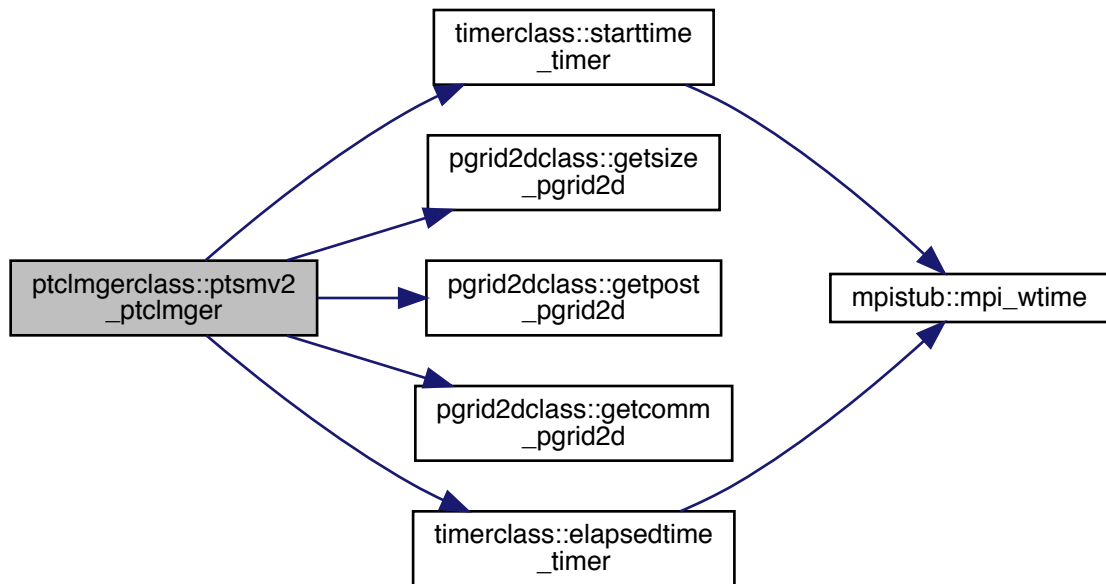 timerclass::starttime
_timer
pgrid2dclass::getsize
_pgrid2d
ptclmgerclass::ptsmv2
_ptclmger
pgrid2dclass::getpost
_pgrid2d
mpistub::mpi_wtime
pgrid2dclass::getcomm
_pgrid2d
timerclass::elapsedtime
_timer